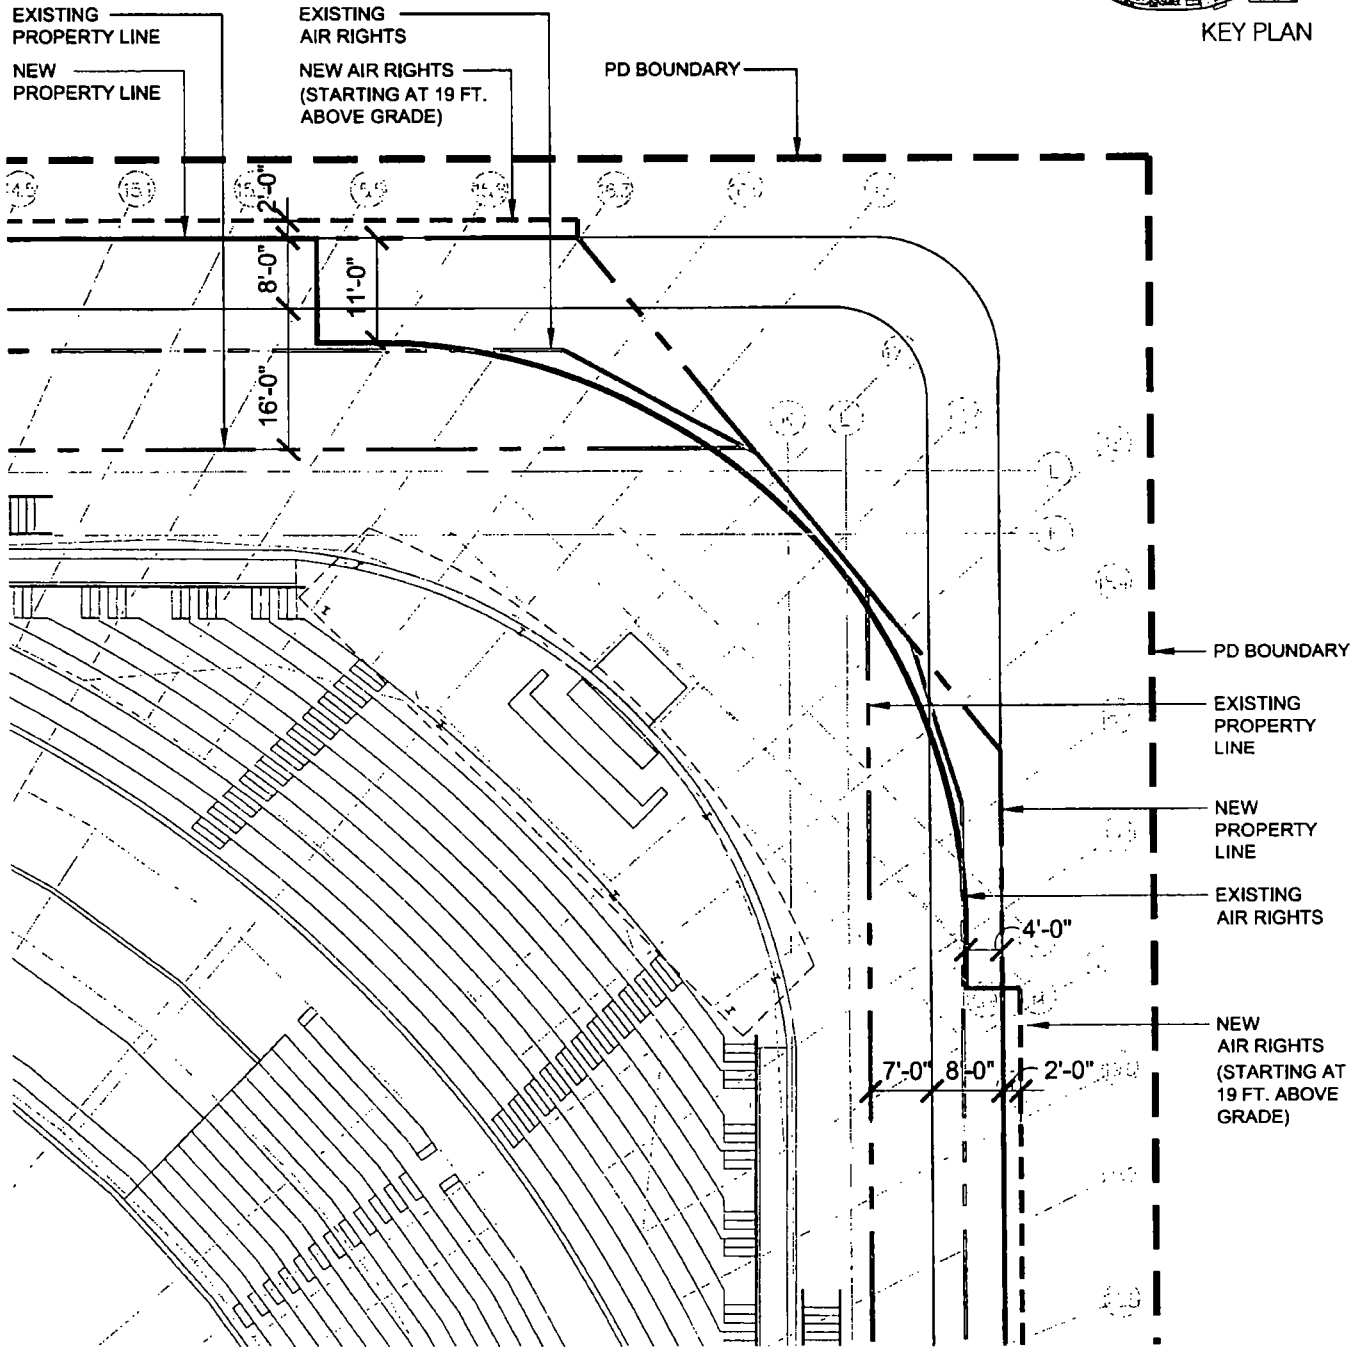 KEY PLAN
EXISTING
PROPERTY LINE
NEW
PROPERTY LINE
EXISTING
AIR RIGHTS
NEW AIR RIGHTS
(STARTING AT 19 FT.
ABOVE GRADE)
PD BOUNDARY
2'-0"
8'-0"
11'-0"
16'-0"
L
PD BOUNDARY
EXISTING
PROPERTY
LINE
NEW
PROPERTY
LINE
EXISTING
AIR RIGHTS
4'-0"
NEW
AIR RIGHTS
(STARTING AT
19 FT. ABOVE
GRADE)
7'-0"
8'-0"
2'-0"